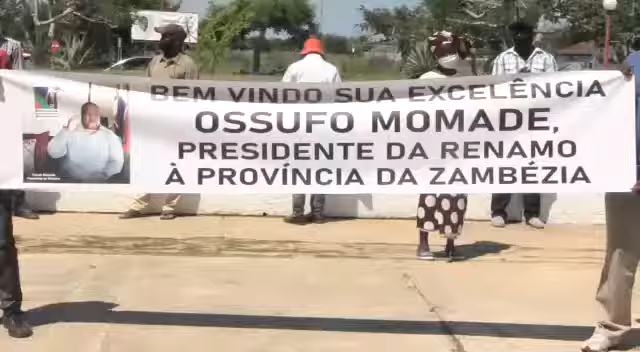 BEM VINDO SUA EXCELÊNCIA
OSSUFO MOMADE,
PRESIDENTE DA RENAMO
À PROVÍNCIA DA ZAMBÉZIA